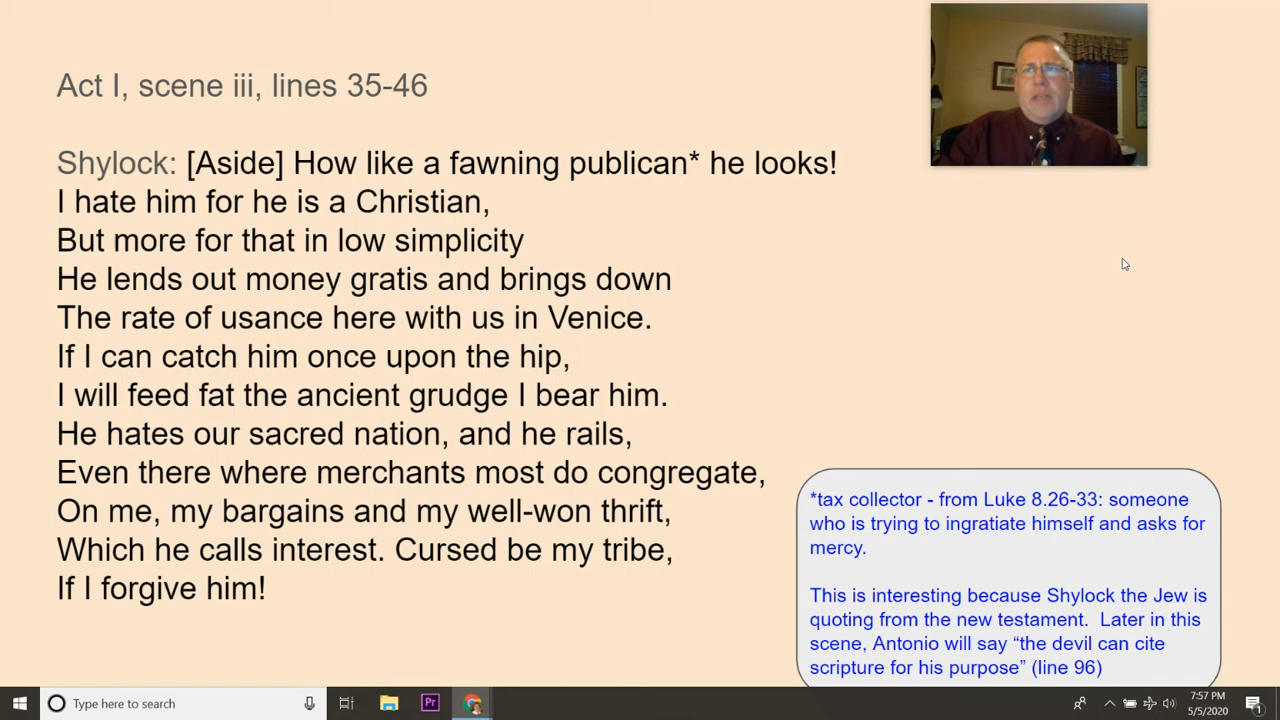 Act I, scene iii, lines 35-46
Shylock: [Aside] How like a fawning publican* he looks!
I hate him for he is a Christian,
But more for that in low simplicity
He lends out money gratis and brings down
The rate of usance here with us in Venice.
If I can catch him once upon the hip,
I will feed fat the ancient grudge I bear him.
He hates our sacred nation, and he rails,
Even there where merchants most do congregate,
On me, my bargains and my well-won thrift,
Which he calls interest. Cursed be my tribe,
If I forgive him!
*tax collector - from Luke 8.26-33: someone
who is trying to ingratiate himself and asks for
mercy.
This is interesting because Shylock the Jew is
quoting from the new testament.  Later in this
scene, Antonio will say “the devil can cite
scripture for his purpose” (line 96)
Type here to search
Pr
7:57 PM
5/5/2020
1